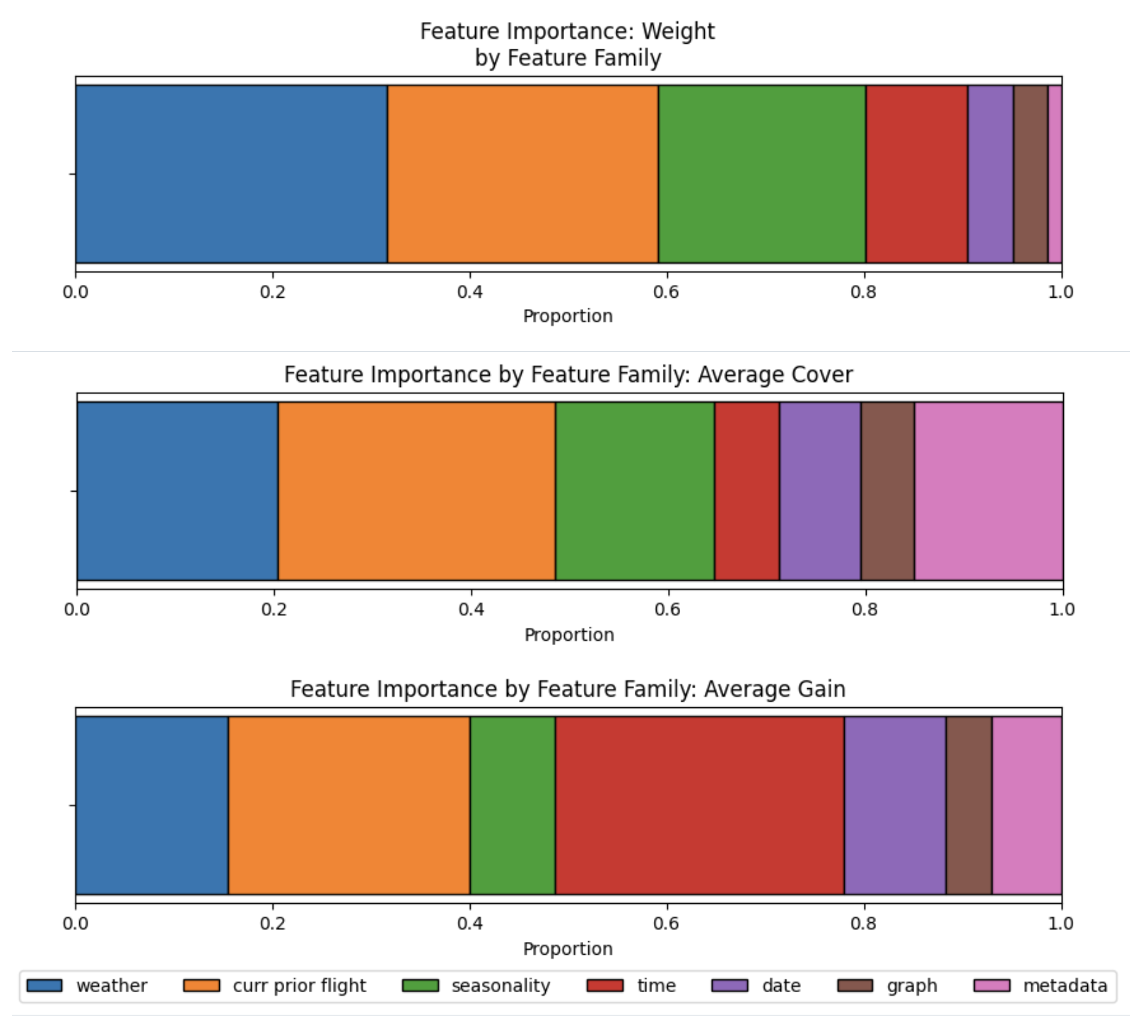 Feature Importance: Weight
by Feature Family
0.0 0.2 0.4 0.6 0.8 1.0
Proportion
Feature Importance by Feature Family: Average Cover
0.0 0.2 0.4 0.6 0.8 1.0
Proportion
Feature Importance by Feature Family: Average Gain
0.0 0.2 0.4 0.6 0.8 1.0
Proportion
weather curr prior flight seasonality time date graph metadata